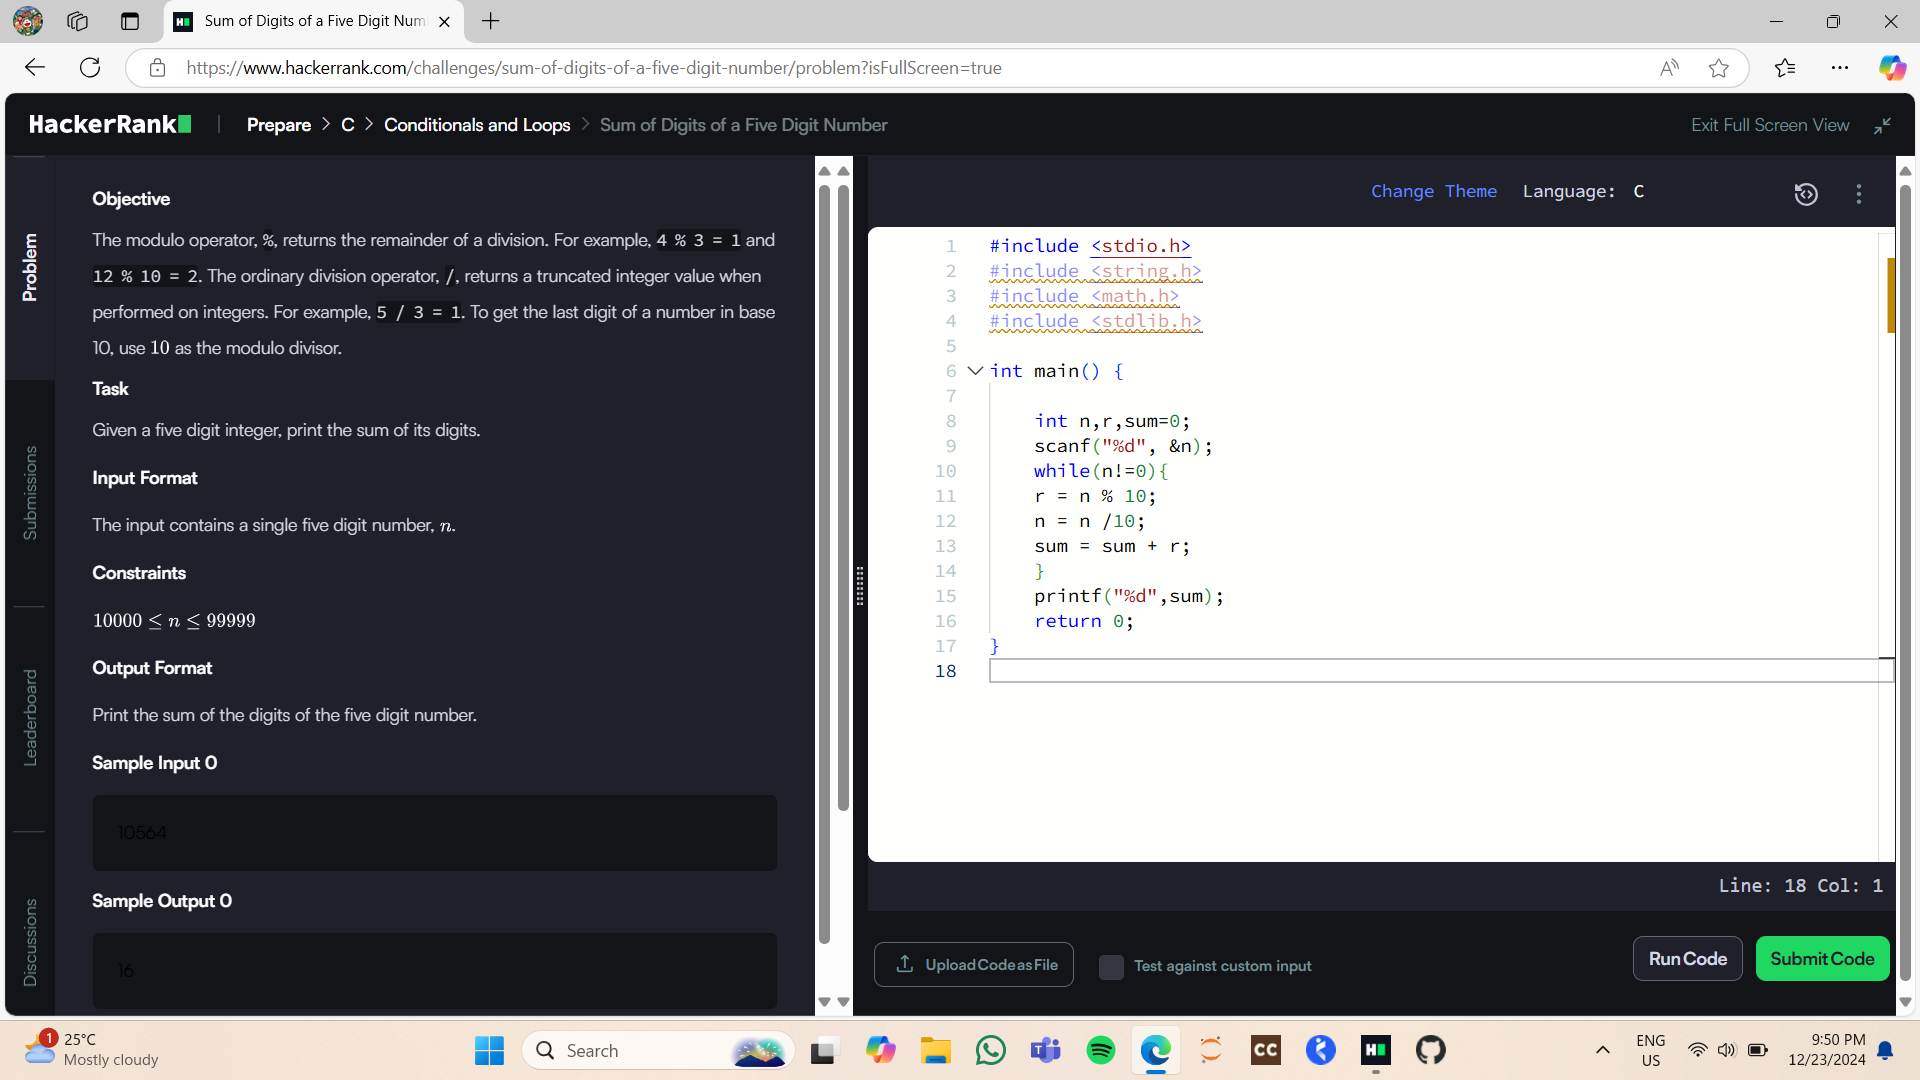 Sum of Digits of a Five Digit Num
https://www.hackerrank.com/challenges/sum-of-digits-of-a-five-digit-number/problem?isFullScreen=true
HackerRank | Prepare > C > Conditionals and Loops > Sum of Digits of a Five Digit Number
Exit Full Screen View
Problem
Submissions
Leaderboard
Discussions
Objective
The modulo operator, %, returns the remainder of a division. For example, 4 % 3 = 1 and
12 % 10 = 2. The ordinary division operator, /, returns a truncated integer value when
performed on integers. For example, 5 / 3 = 1. To get the last digit of a number in base
10, use 10 as the modulo divisor.
Task
Given a five digit integer, print the sum of its digits.
Input Format
The input contains a single five digit number, n.
Constraints
10000 ≤ n ≤ 99999
Output Format
Print the sum of the digits of the five digit number.
Sample Input 0
10564
Sample Output 0
16
Change Theme Language: C
1 #include <stdio.h>
2 #include <string.h>
3 #include <math.h>
4 #include <stdlib.h>
5
6 int main() {
7
8 int n,r,sum=0;
9 scanf("%d", &n);
10 while(n!=0){
11 r = n % 10;
12 n = n /10;
13 sum = sum + r;
14 }
15 printf("%d",sum);
16 return 0;
17 }
18
Line: 18 Col: 1
Upload Code as File
Test against custom input
Run Code
Submit Code
1
25°C
Mostly cloudy
Search
CC
ENG
US
9:50 PM
12/23/2024